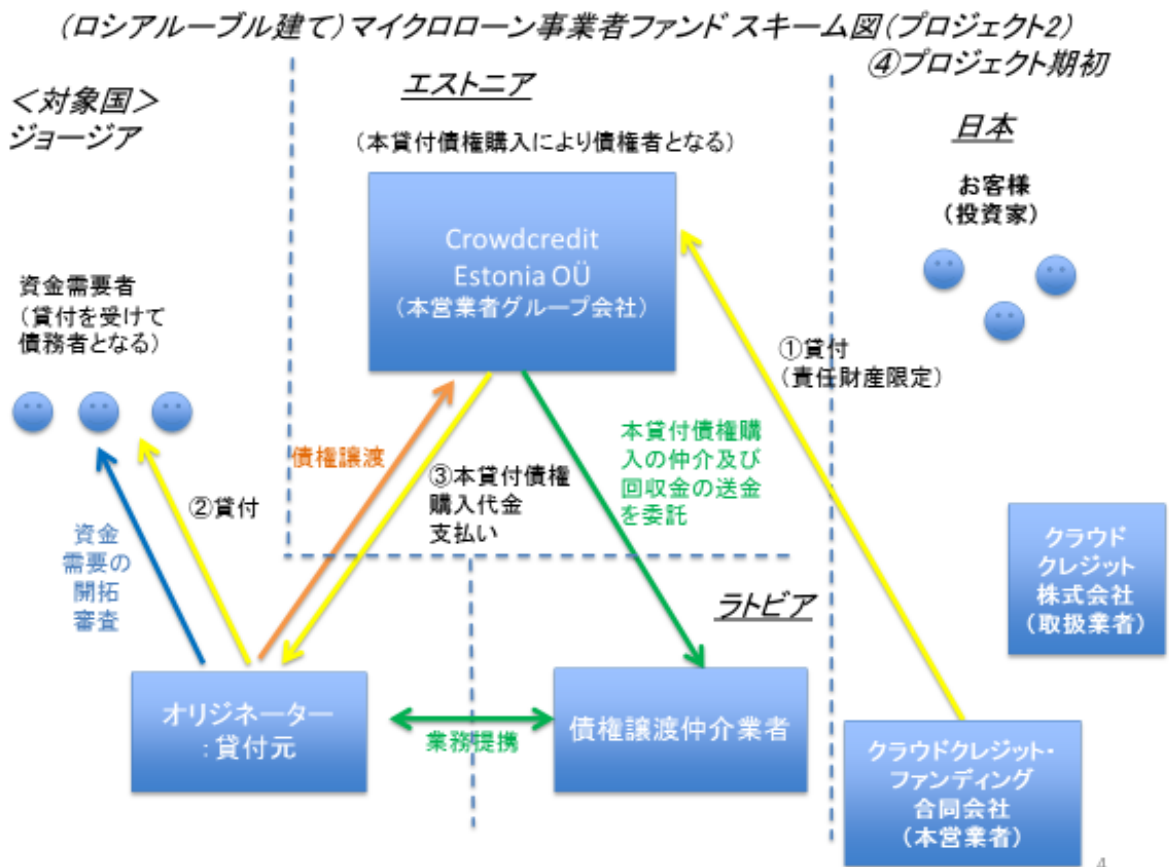 (ロシアルーブル建て)マイクロローン事業者ファンド スキーム図(プロジェクト2)
④プロジェクト期初
<対象国>
ジョージア
エストニア
(本貸付債権購入により債権者となる)
日本
お客様
(投資家)
Crowdcredit
Estonia OÜ
(本営業者グループ会社)
資金需要者
(貸付を受けて
債務者となる)
①貸付
(責任財産限定)
債権譲渡
③本貸付債権
購入代金
支払い
本貸付債権購
入の仲介及び
回収金の送金
を委託
②貸付
資金
需要の
開拓
審査
クラウド
クレジット
株式会社
(取扱業者)
ラトビア
オリジネーター
:貸付元
業務提携
債権譲渡仲介業者
クラウドクレジット・
ファンディング
合同会社
(本営業者)
4